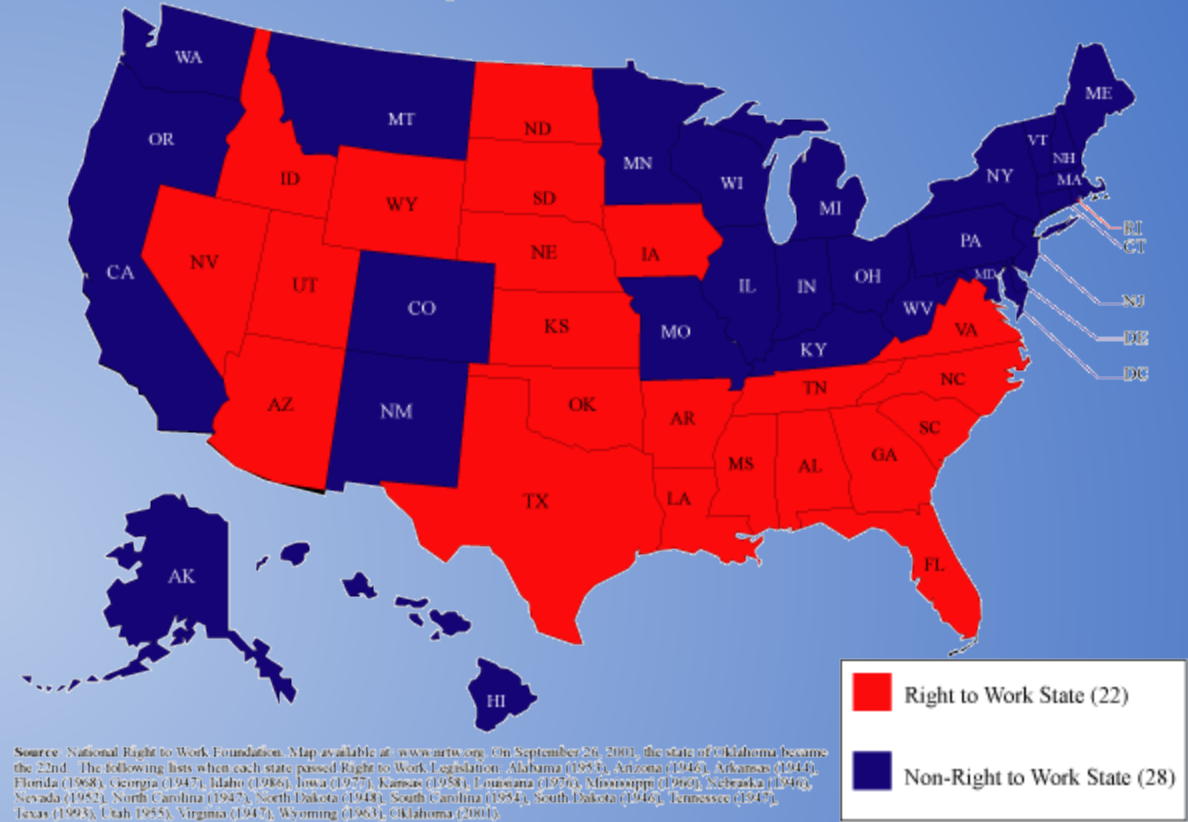 WA
OR
CA
ID
NV
UT
AZ
MT
WY
CO
NM
ND
SD
NE
KS
OK
TX
MN
IA
MO
AR
LA
WI
IL
IN
MI
OH
KY
TN
MS
AL
GA
FL
SC
NC
VA
WV
MD
PA
NY
VT
NH
MA
ME
RI
CT
NJ
DE
DC
AK
HI
Right to Work State (22)
Non-Right to Work State (28)
Source. National Right to Work Foundation. Map available at: www.nrtw.org. On September 26, 2001, the state of Oklahoma became
the 22nd. The following lists when each state passed Right to Work Legislation. Alabama (1953), Arizona (1946), Arkansas (1944),
Florida (1968), Georgia (1947), Idaho (1986), Iowa (1977), Kansas (1958), Louisiana (1976), Mississippi (1960), Nebraska (1946),
Nevada (1952), North Carolina (1947), North Dakota (1948), South Carolina (1954), South Dakota (1946), Tennessee (1947),
Texas (1993), Utah 1955), Virginia (1947), Wyoming (1963), Oklahoma (2001).